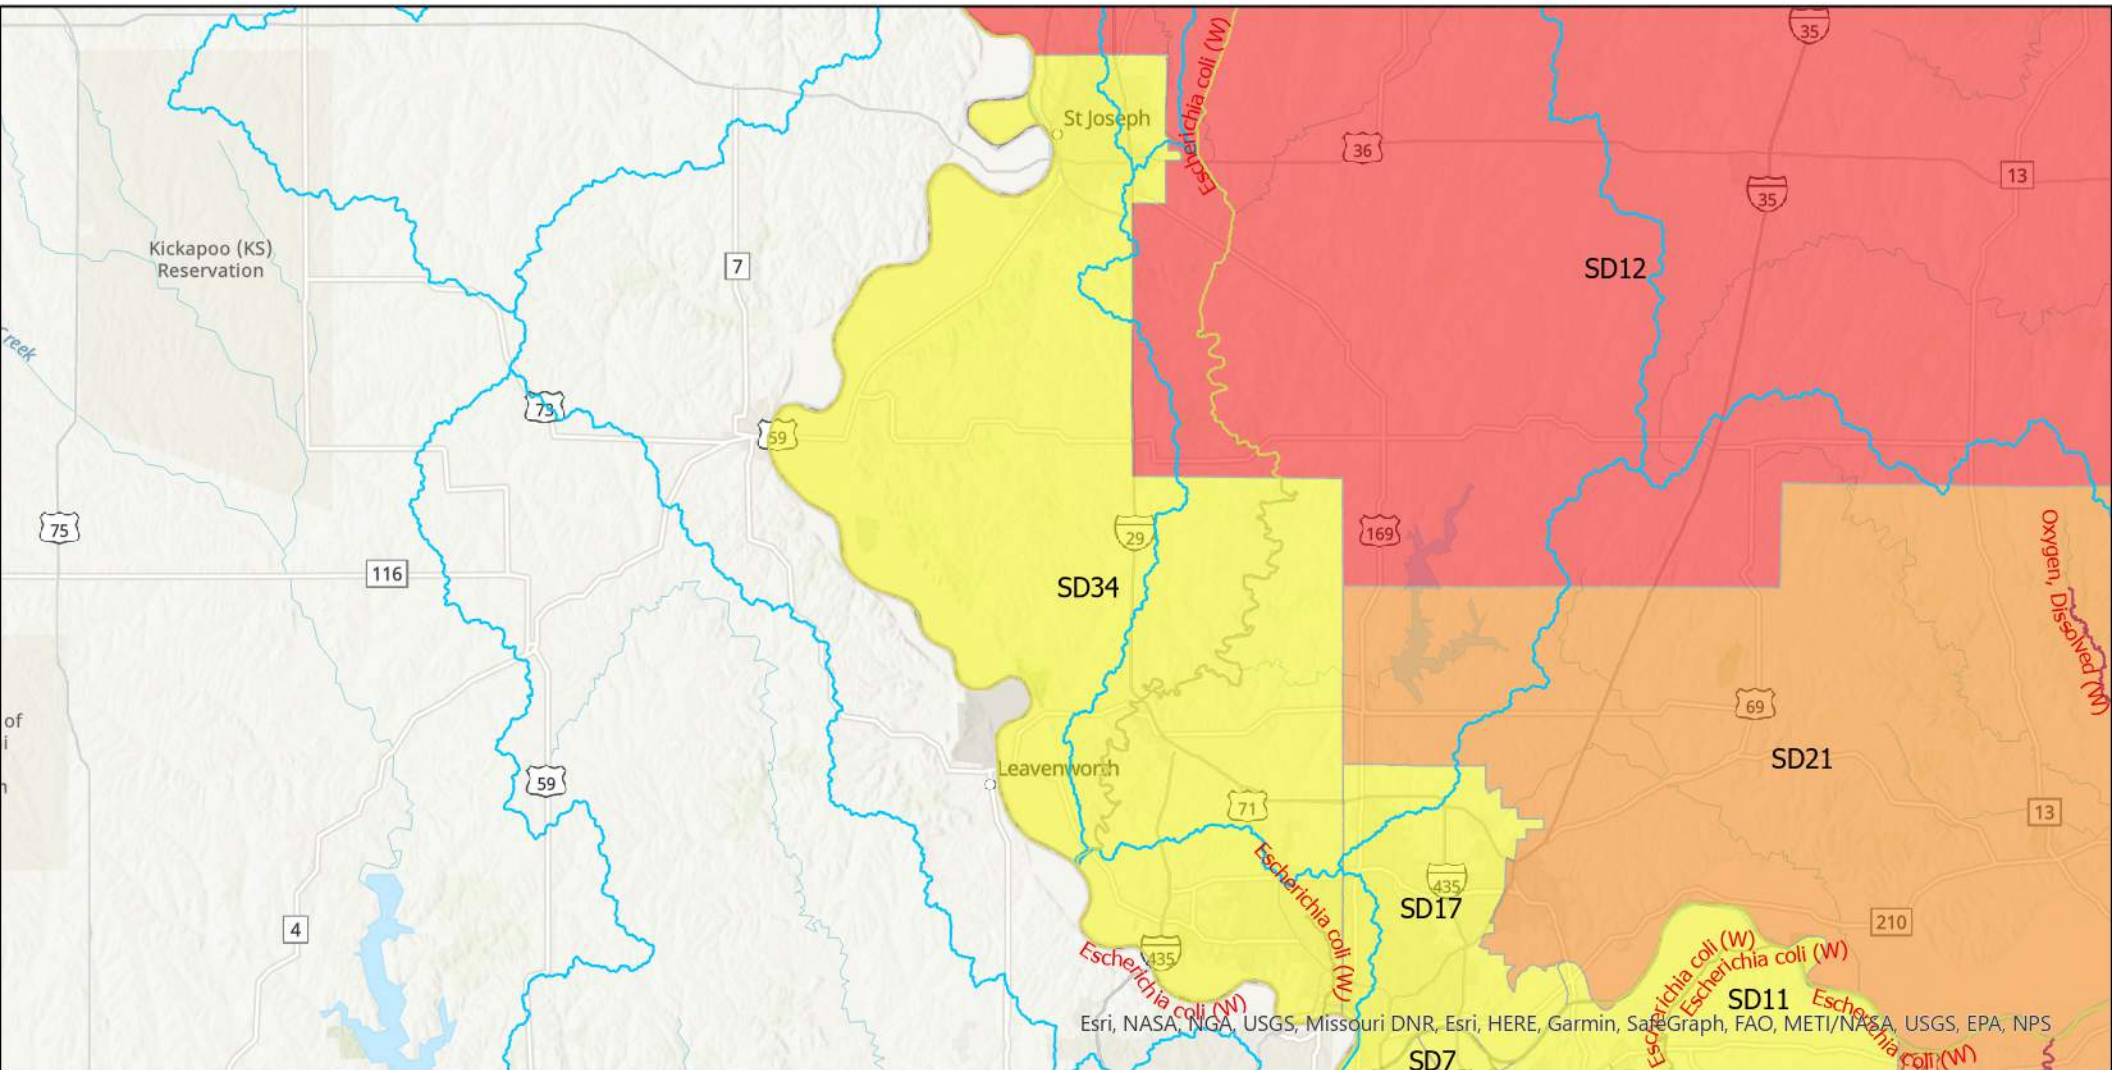 35
Escherichia coli (W)
St Joseph
36
13
35
Kickapoo (KS)
Reservation
7
SD12
reek
73
59
75
29
169
116
SD34
Oxygen, Dissolved (W)
69
of
i
SD21
Leavenworth
59
71
13
435
SD17
4
210
Escherichia coli (W)
435
Escherichia coli (W)
Escherichia coli (W)
Escherichia coli (W)
SD11
Escherichia coli (W)
Esri, NASA, NGA, USGS, Missouri DNR, Esri, HERE, Garmin, SafeGraph, FAO, METI/NASA, USGS, EPA, NPS
SD7